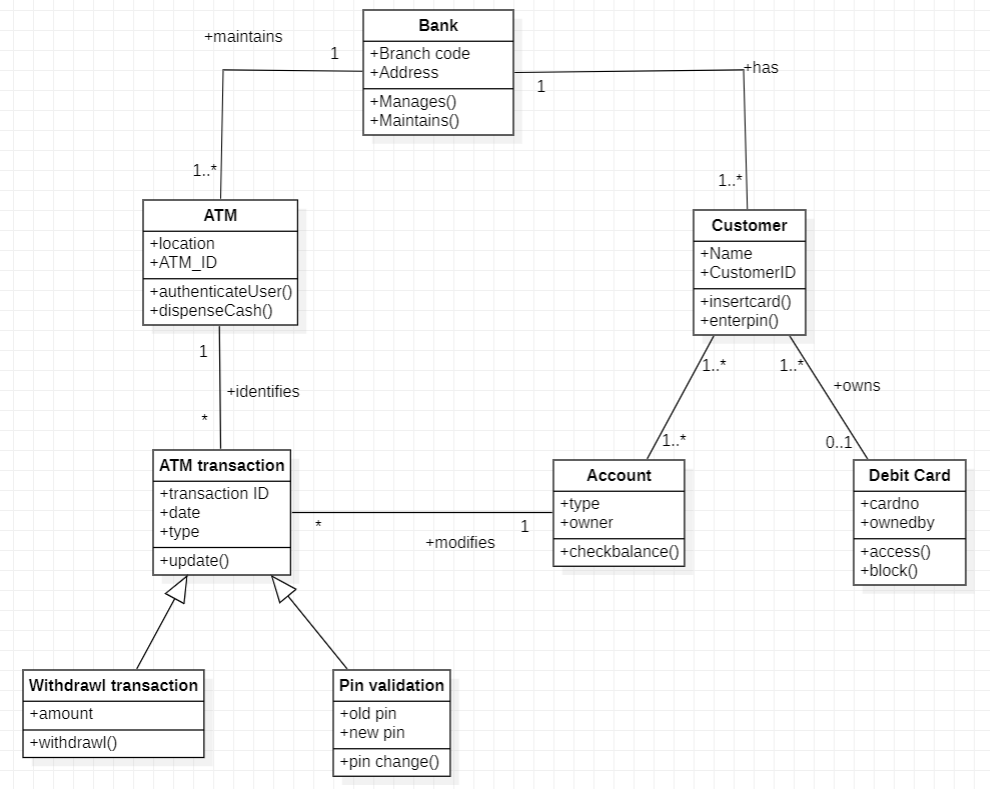 Bank
+Branch code
+Address
+Manages()
+Maintains()
+maintains
1
1
+has
1..*
1..*
ATM
+location
+ATM_ID
+authenticateUser()
+dispenseCash()
Customer
+Name
+CustomerID
+insertcard()
+enterpin()
1
+identifies
*
1..*
1..*
+owns
1..*
0..1
ATM transaction
+transaction ID
+date
+type
+update()
*
1
+modifies
Account
+type
+owner
+checkbalance()
Debit Card
+cardno
+ownedby
+access()
+block()
Withdrawl transaction
+amount
+withdrawl()
Pin validation
+old pin
+new pin
+pin change()